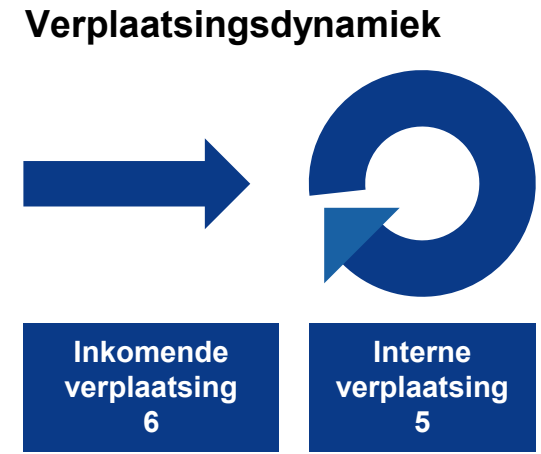 Verplaatsingsdynamiek
Inkomende
verplaatsing
6
Interne
verplaatsing
5